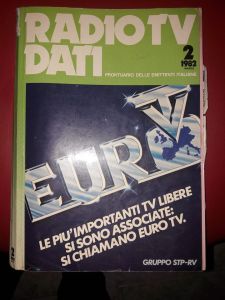 RADIO TV
DATI
2
1982
PRONTUARIO DELLE EMITTENTI ITALIANE
EURO TV
LE PIU' IMPORTANTI TV LIBERE
SI SONO ASSOCIATE:
SI CHIAMANO EURO TV.
GRUPPO STP-RV